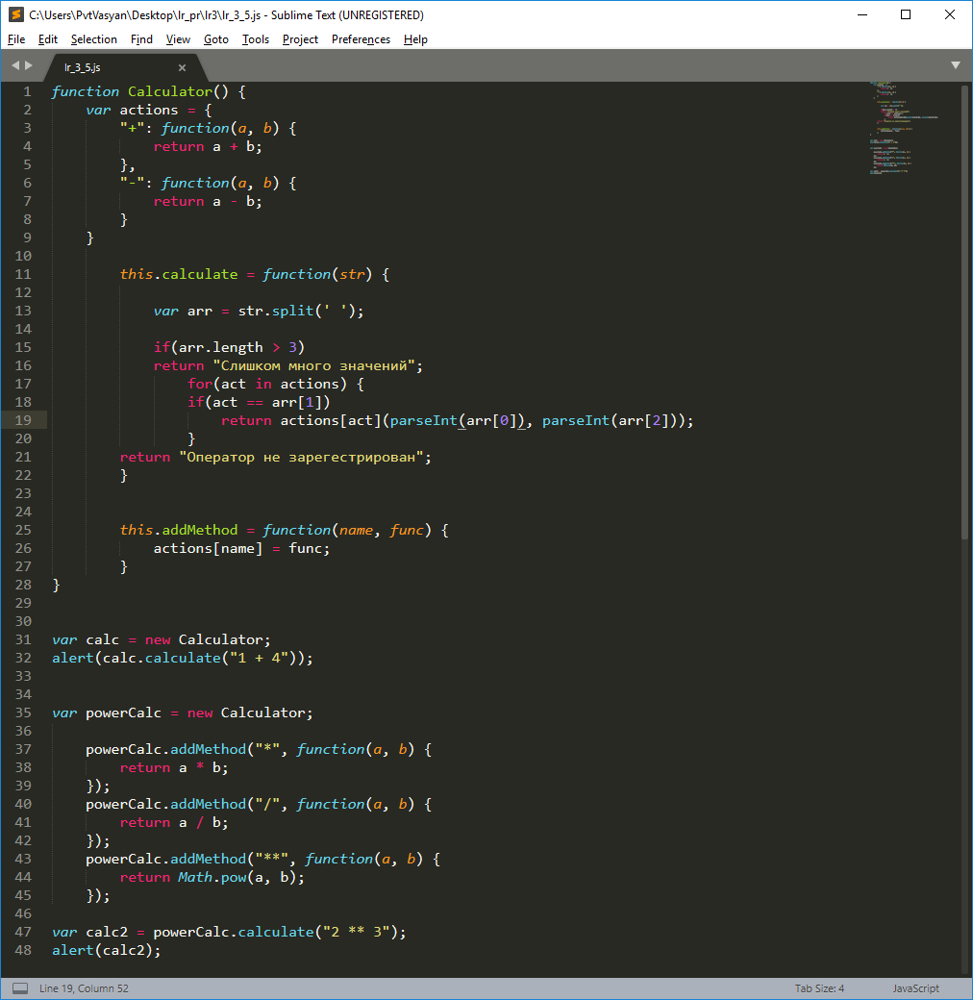 C:\Users\PvtVasyan\Desktop\lr_pr\lr3\lr_3_5.js - Sublime Text (UNREGISTERED)
File Edit Selection Find View Goto Tools Project Preferences Help
lr_3_5.js
1 function Calculator() {
2     var actions = {
3         "+": function(a, b) {
4             return a + b;
5         },
6         "-": function(a, b) {
7             return a - b;
8         }
9     }
10
11         this.calculate = function(str) {
12
13             var arr = str.split(' ');
14
15             if(arr.length > 3)
16             return "Слишком много значений";
17                 for(act in actions) {
18                 if(act == arr[1])
19                     return actions[act](parseInt(arr[0]), parseInt(arr[2]));
20                 }
21         return "Оператор не зарегестрирован";
22         }
23
24
25         this.addMethod = function(name, func) {
26             actions[name] = func;
27         }
28 }
29
30
31 var calc = new Calculator;
32 alert(calc.calculate("1 + 4"));
33
34
35 var powerCalc = new Calculator;
36
37     powerCalc.addMethod("*", function(a, b) {
38         return a * b;
39     });
40     powerCalc.addMethod("/", function(a, b) {
41         return a / b;
42     });
43     powerCalc.addMethod("**", function(a, b) {
44         return Math.pow(a, b);
45     });
46
47 var calc2 = powerCalc.calculate("2 ** 3");
48 alert(calc2);
Line 19, Column 52 Tab Size: 4 JavaScript